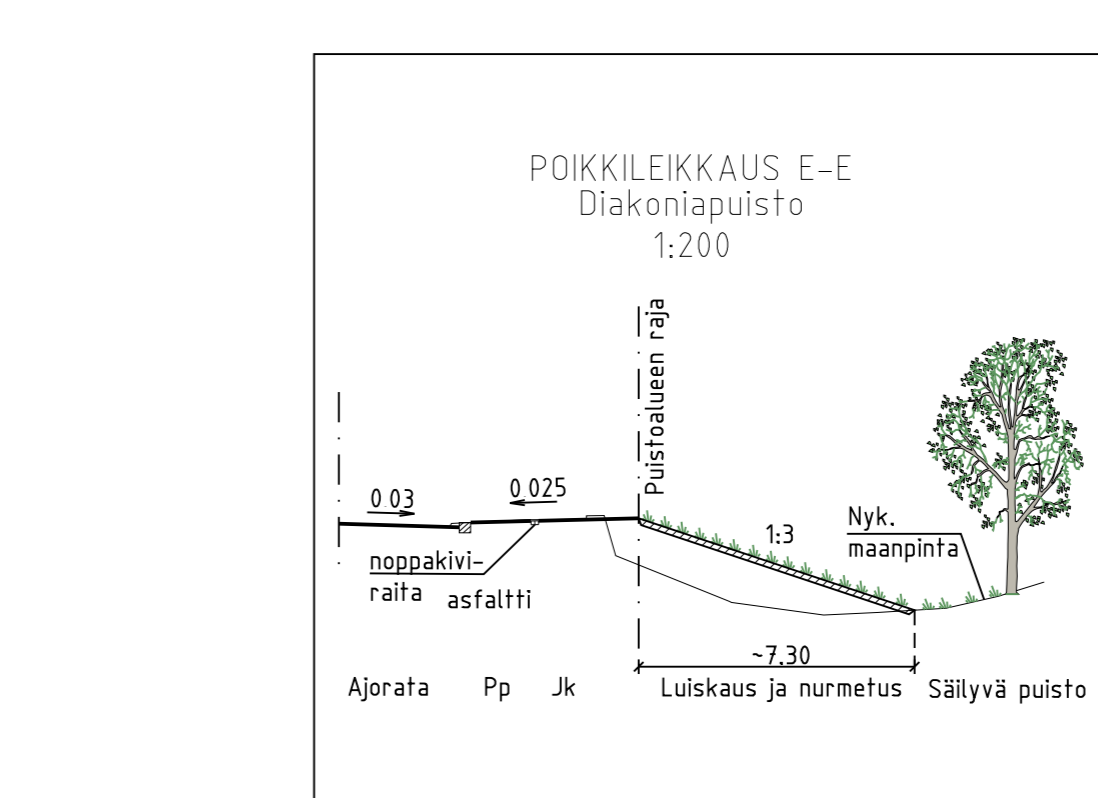 POIKKILEIKKAUS E-E
Diakoniapuisto
1:200
Puistoalueen raja
0.03
0.025
1:3
Nyk.
maanpinta
noppakivi-
raita
asfaltti
~7.30
Ajorata
Pp
Jk
Luiskaus ja nurmetus
Säilyvä puisto